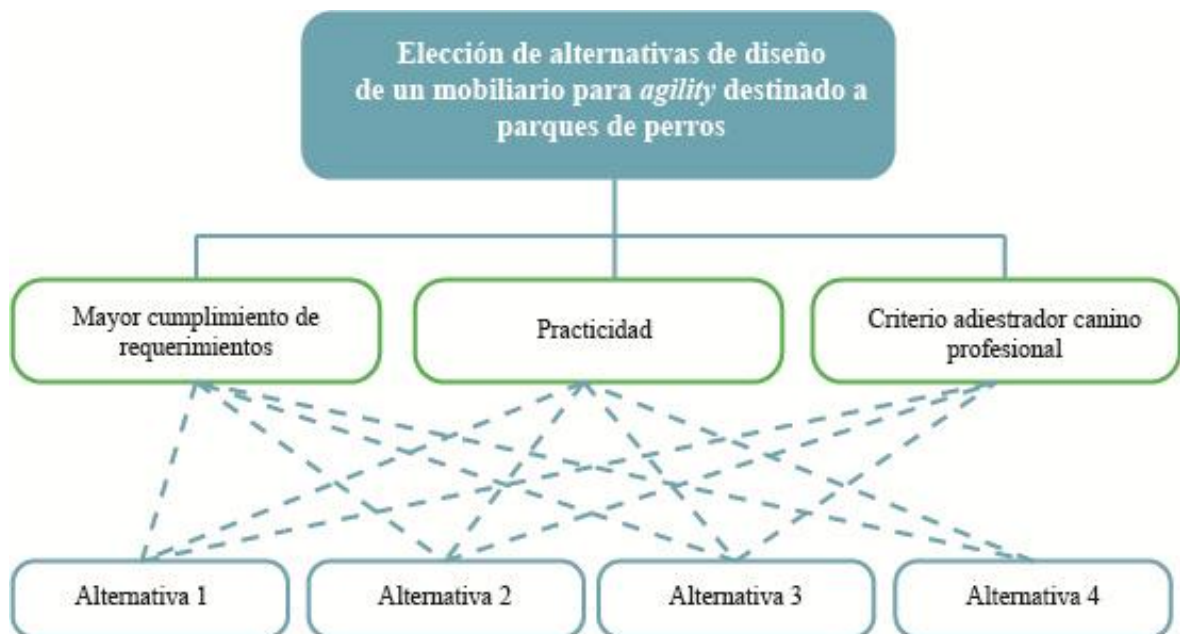 Elección de alternativas de diseño
de un mobiliario para agility destinado a
parques de perros
Mayor cumplimiento de
requerimientos
Practicidad
Criterio adiestrador canino
profesional
Alternativa 1
Alternativa 2
Alternativa 3
Alternativa 4